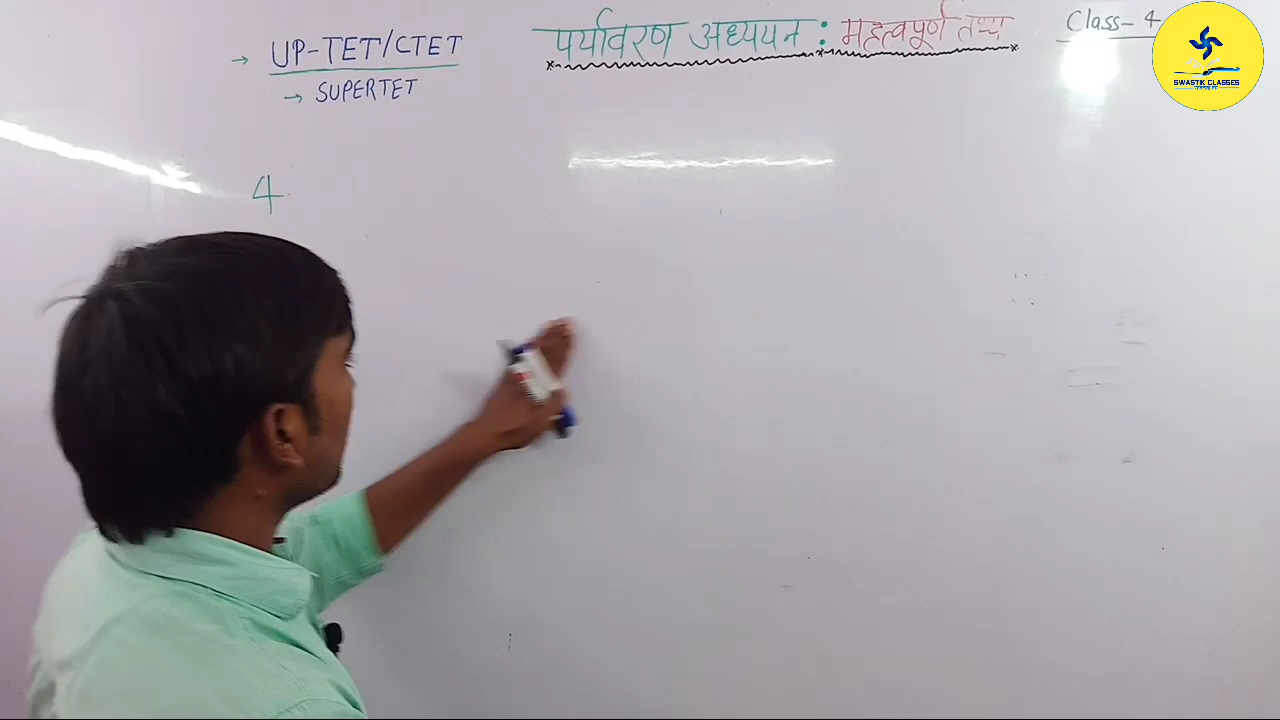 → UP-TET/CTET
→ SUPERTET
पर्यावरण अध्ययन : महत्वपूर्ण तथ्य
Class- 4
SWASTIK CLASSES
4.